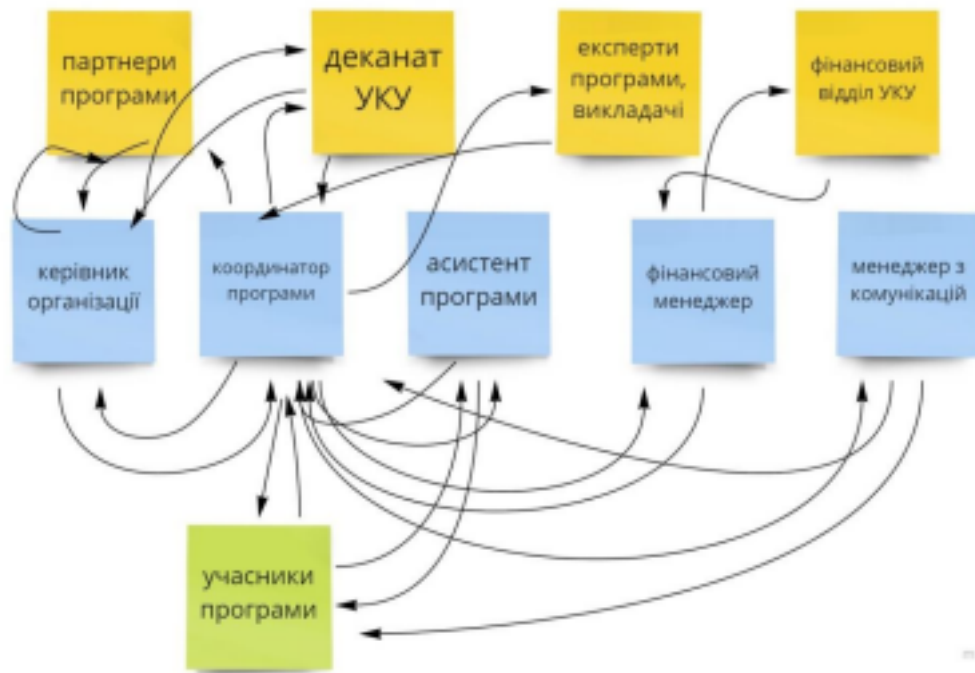 партнери
програми
деканат
УКУ
експерти
програми,
викладачі
фінансовий
відділ УКУ
керівник
організації
координатор
програми
асистент
програми
фінансовий
менеджер
менеджер з
комунікацій
учасники
програми